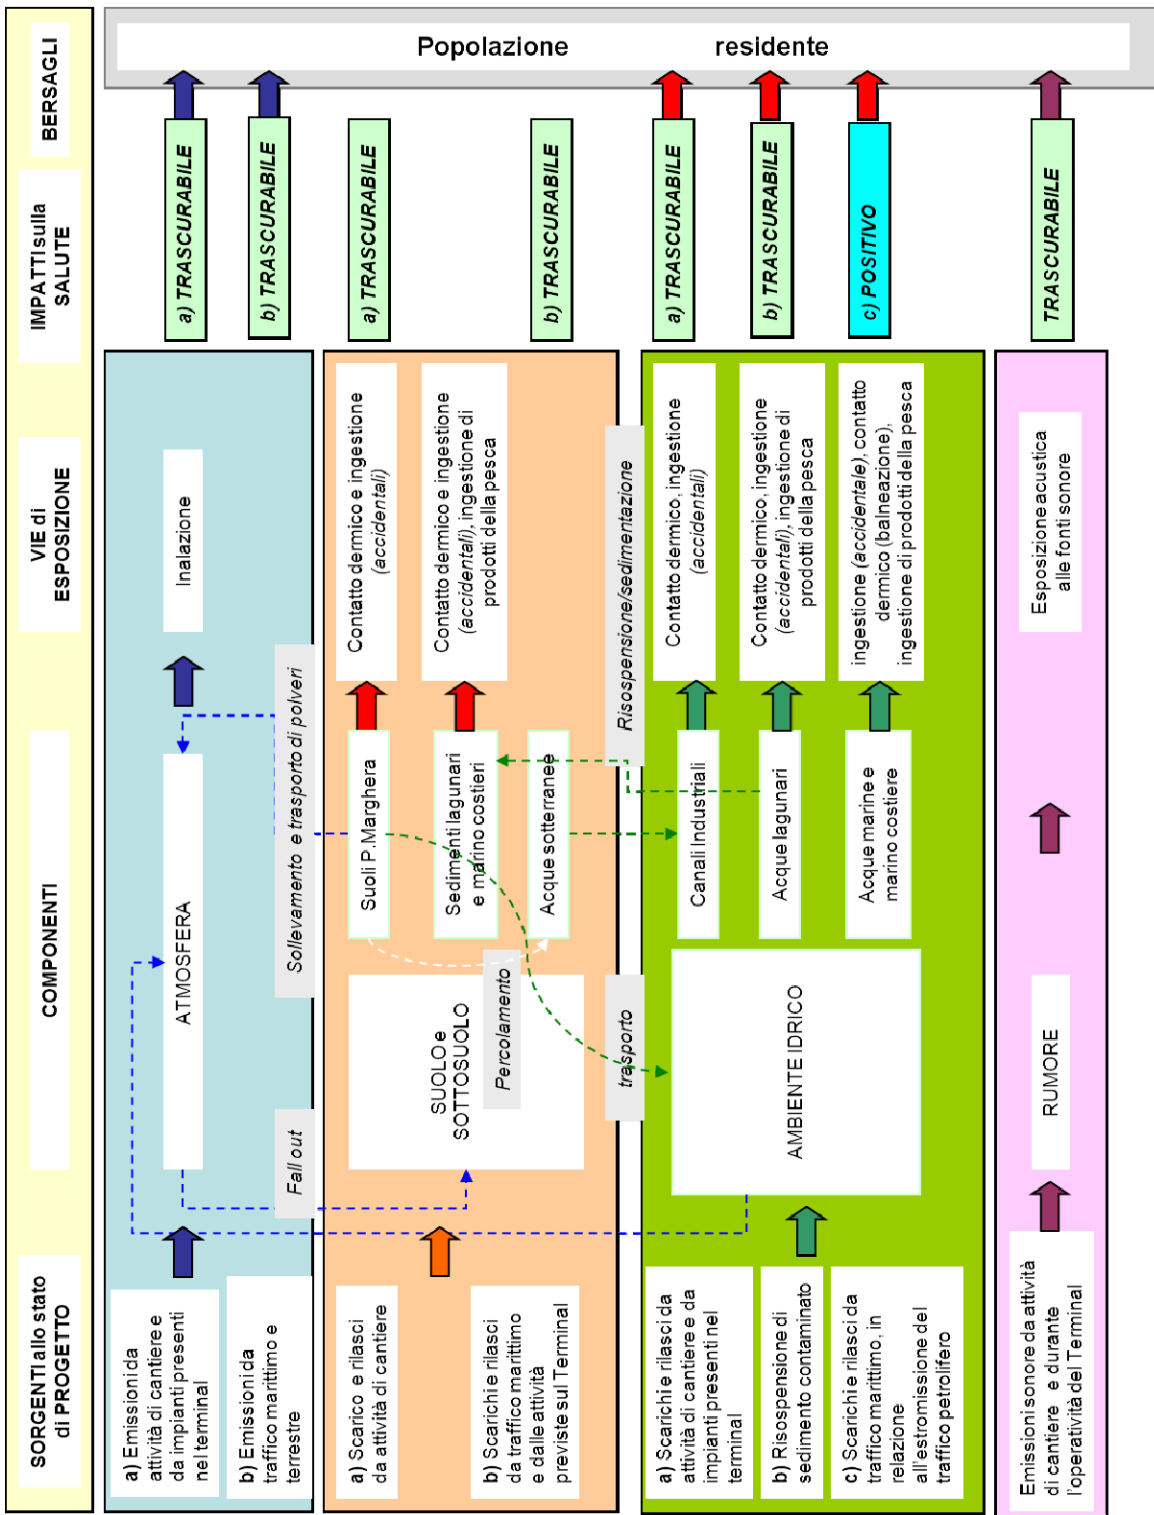 SORGENTI allo stato
di PROGETTO
COMPONENTI
VIE di
ESPOSIZIONE
IMPATTI sulla
SALUTE
BERSAGLI
a) Emissioni da
attività di cantiere e
da impianti presenti
nel terminal
b) Emissioni da
traffico marittimo e
terrestre
ATMOSFERA
Inalazione
a) TRASCURABILE
b) TRASCURABILE
Popolazione residente
Fall out
Sollevamento e trasporto di polveri
a) Scarico e rilasci
da attività di cantiere
b) Scarichi e rilasci
da traffico marittimo
e dalle attività
previste sul Terminal
SUOLO e
SOTTOSUOLO
Percolamento
Suoli P.Marghera
Sedimenti lagunari
e marino costieri
Acque sotterranee
Contatto dermico e ingestione
(accidentali)
Contatto dermico e ingestione
(accidentali), ingestione di
prodotti della pesca
a) TRASCURABILE
b) TRASCURABILE
trasporto
Risospensione/sedimentazione
a) Scarichi e rilasci da
attività di cantiere e da
impianti presenti nel
terminal
b) Risospensione di
sedimento contaminato
c) Scarichi e rilasci da
traffico marittimo, in
relazione
all'estromissione del
traffico petrolifero
AMBIENTE IDRICO
Canali Industriali
Acque lagunari
Acque marine e
marino costiere
Contatto dermico, ingestione
(accidentali)
Contatto dermico, ingestione
(accidentali), ingestione di
prodotti della pesca
ingestione (accidentale), contatto
dermico (balneazione),
ingestione di prodotti della pesca
a) TRASCURABILE
b) TRASCURABILE
c) POSITIVO
Emissioni sonore da attività
di cantiere e durante
l'operatività del Terminal
RUMORE
Esposizione acustica
alle fonti sonore
TRASCURABILE